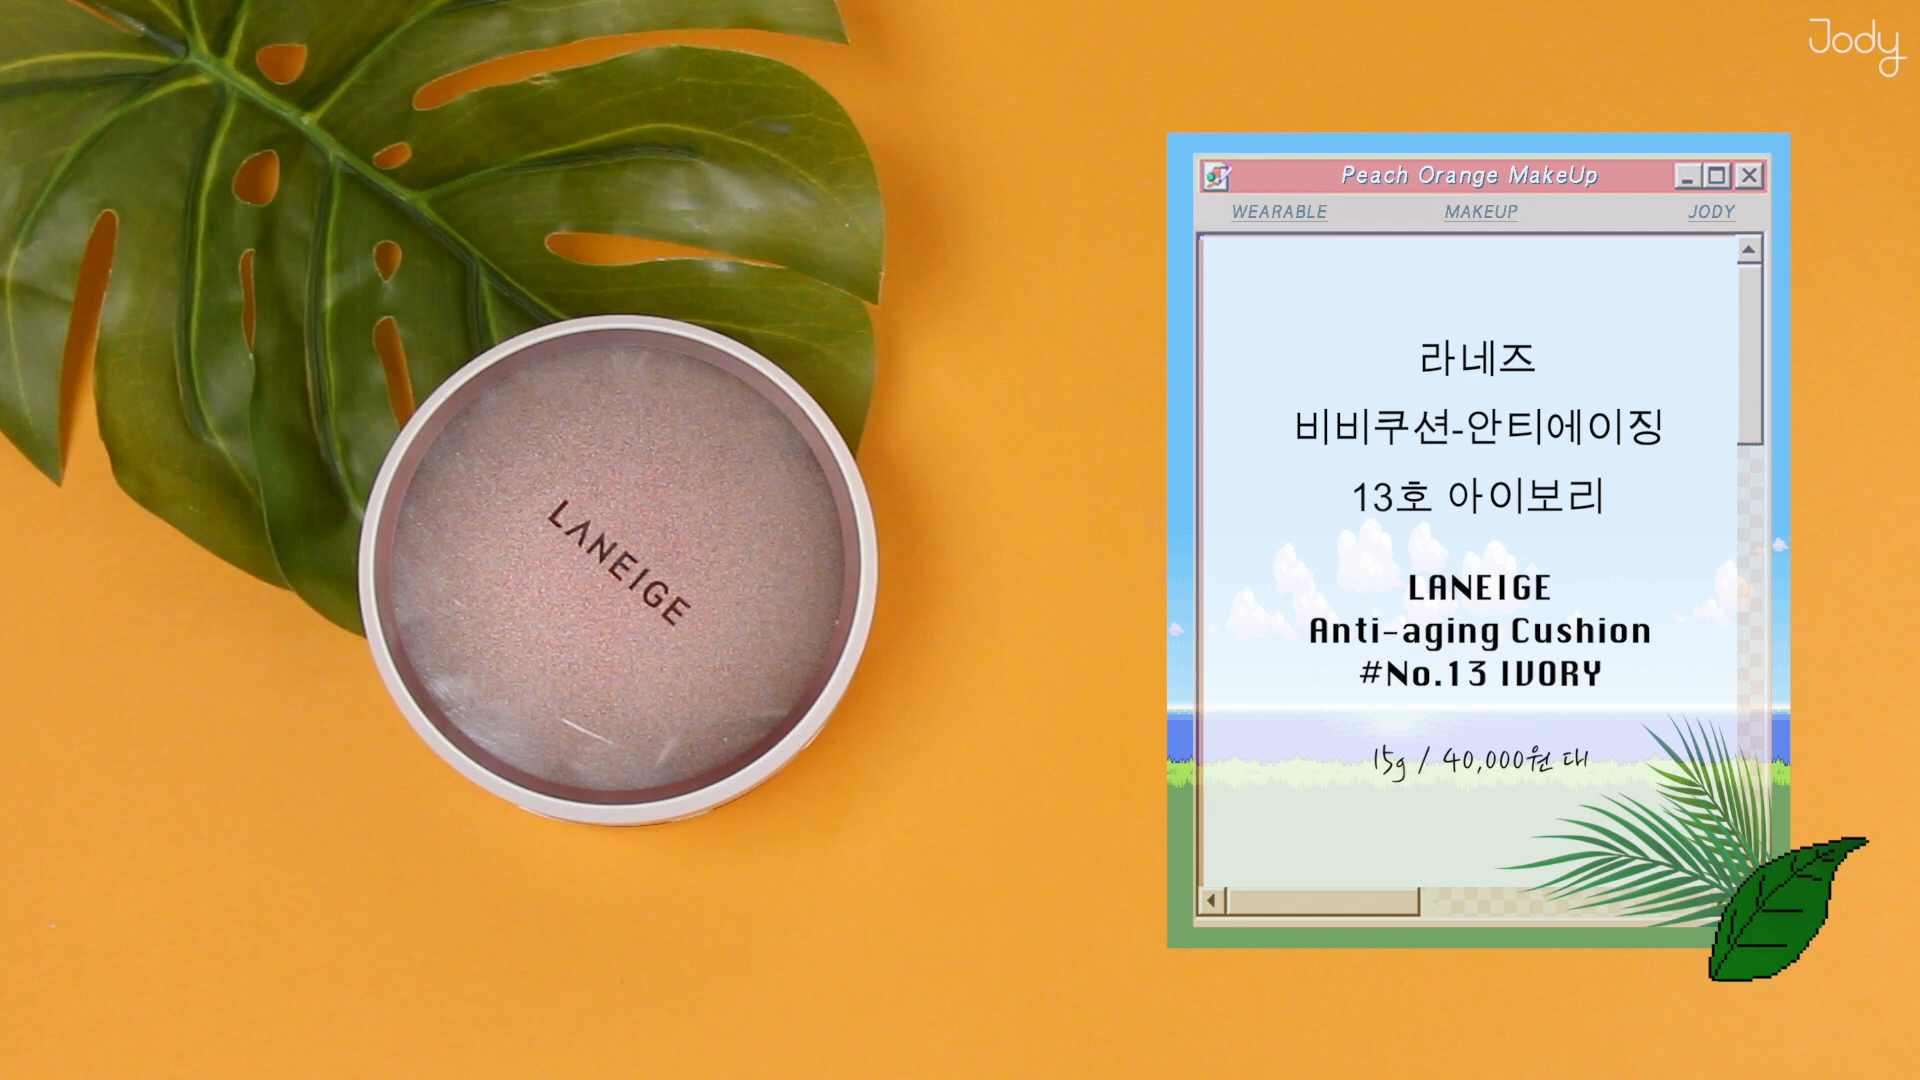 Jody
Peach Orange MakeUp
WEARABLE MAKEUP JODY
라네즈
비비쿠션-안티에이징
13호 아이보리
LANEIGE
Anti-aging Cushion
#No.13 IVORY
15g / 40,000원 대
LANEIGE